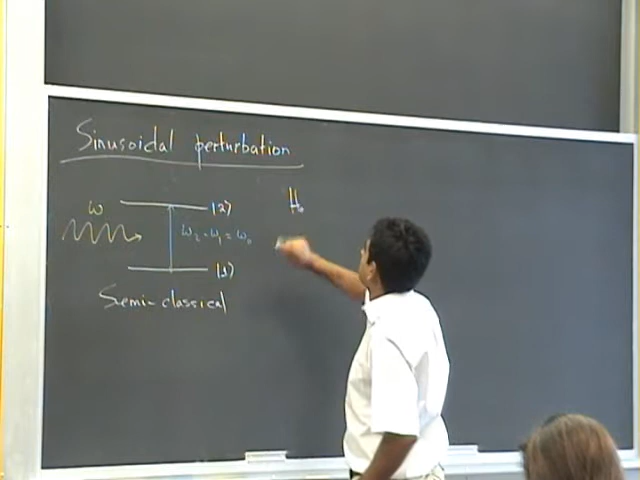 Sinusoidal perturbation
ω
|2⟩
H₀
ω₂-ω₁=ω₀
|1⟩
Semi-classical